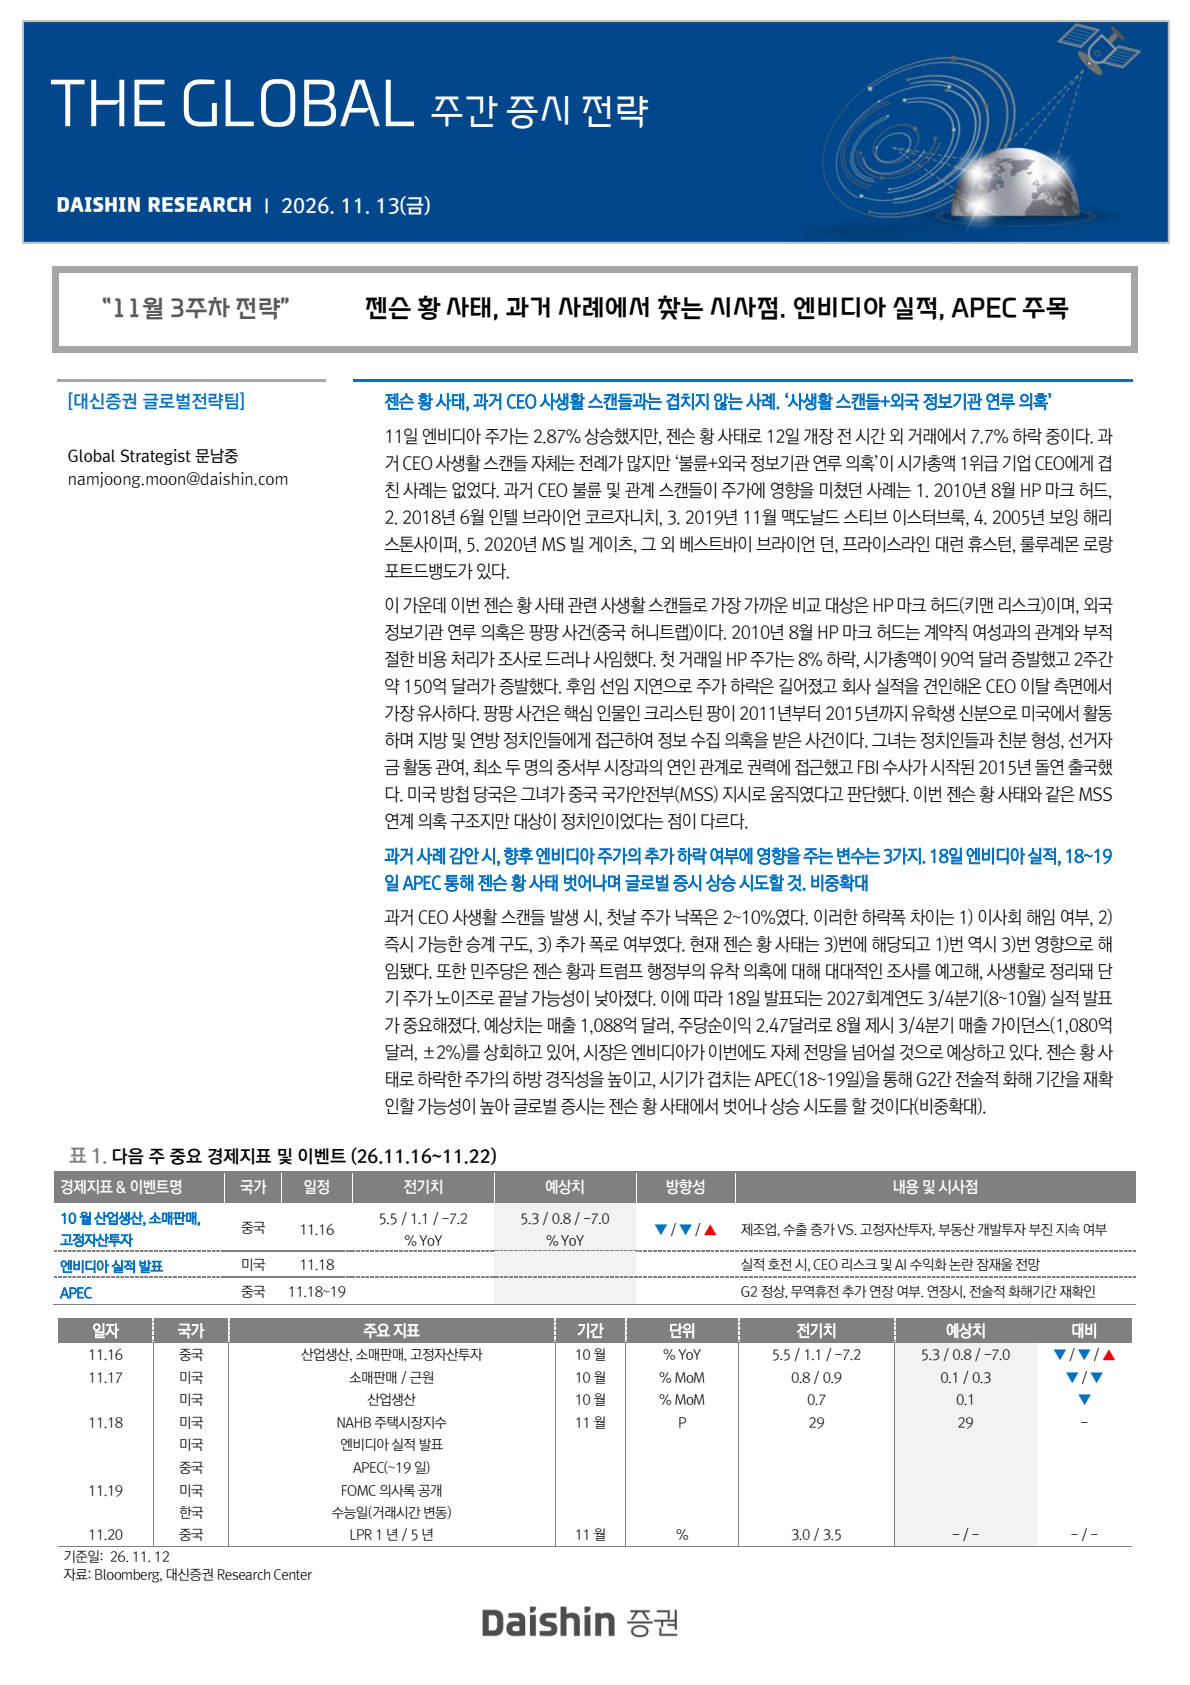 THE GLOBAL 주간 증시 전략
DAISHIN RESEARCH | 2026. 11. 13(금)
“11월 3주차 전략” 젠슨 황 사태, 과거 사례에서 찾는 시사점. 엔비디아 실적, APEC 주목
[대신증권 글로벌전략팀]
Global Strategist 문남중
namjoong.moon@daishin.com
젠슨 황 사태, 과거 CEO 사생활 스캔들과는 겹치지 않는 사례. ‘사생활 스캔들+외국 정보기관 연루 의혹’
11일 엔비디아 주가는 2.87% 상승했지만, 젠슨 황 사태로 12일 개장 전 시간 외 거래에서 7.7% 하락 중이다. 과
거 CEO 사생활 스캔들 자체는 전례가 많지만 ‘불륜+외국 정보기관 연루 의혹’이 시가총액 1위급 기업 CEO에게 겹
친 사례는 없었다. 과거 CEO 불륜 및 관계 스캔들이 주가에 영향을 미쳤던 사례는 1. 2010년 8월 HP 마크 허드,
2. 2018년 6월 인텔 브라이언 코르자니치, 3. 2019년 11월 맥도날드 스티브 이스터브룩, 4. 2005년 보잉 해리
스톤사이퍼, 5. 2020년 MS 빌 게이츠, 그 외 베스트바이 브라이언 던, 프라이스라인 대런 휴스턴, 룰루레몬 로랑
포트드뱅도가 있다.
이 가운데 이번 젠슨 황 사태 관련 사생활 스캔들로 가장 가까운 비교 대상은 HP 마크 허드(키맨 리스크)이며, 외국
정보기관 연루 의혹은 팡팡 사건(중국 허니트랩)이다. 2010년 8월 HP 마크 허드는 계약직 여성과의 관계와 부적
절한 비용 처리가 조사로 드러나 사임했다. 첫 거래일 HP 주가는 8% 하락, 시가총액이 90억 달러 증발했고 2주간
약 150억 달러가 증발했다. 후임 선임 지연으로 주가 하락은 길어졌고 회사 실적을 견인해온 CEO 이탈 측면에서
가장 유사하다. 팡팡 사건은 핵심 인물인 크리스틴 팡이 2011년부터 2015년까지 유학생 신분으로 미국에서 활동
하며 지방 및 연방 정치인들에게 접근하여 정보 수집 의혹을 받은 사건이다. 그녀는 정치인들과 친분 형성, 선거자
금 활동 관여, 최소 두 명의 중서부 시장과의 연인 관계로 권력에 접근했고 FBI 수사가 시작된 2015년 돌연 출국했
다. 미국 방첩 당국은 그녀가 중국 국가안전부(MSS) 지시로 움직였다고 판단했다. 이번 젠슨 황 사태와 같은 MSS
연계 의혹 구조지만 대상이 정치인이었다는 점이 다르다.
과거 사례 감안 시, 향후 엔비디아 주가의 추가 하락 여부에 영향을 주는 변수는 3가지. 18일 엔비디아 실적, 18~19
일 APEC 통해 젠슨 황 사태 벗어나며 글로벌 증시 상승 시도할 것. 비중확대
과거 CEO 사생활 스캔들 발생 시, 첫날 주가 낙폭은 2~10%였다. 이러한 하락폭 차이는 1) 이사회 해임 여부, 2)
즉시 가능한 승계 구도, 3) 추가 폭로 여부였다. 현재 젠슨 황 사태는 3)번에 해당되고 1)번 역시 3)번 영향으로 해
임됐다. 또한 민주당은 젠슨 황과 트럼프 행정부의 유착 의혹에 대해 대대적인 조사를 예고해, 사생활로 정리돼 단
기 주가 노이즈로 끝날 가능성이 낮아졌다. 이에 따라 18일 발표되는 2027회계연도 3/4분기(8~10월) 실적 발표
가 중요해졌다. 예상치는 매출 1,088억 달러, 주당순이익 2.47달러로 8월 제시 3/4분기 매출 가이던스(1,080억
달러, ±2%)를 상회하고 있어, 시장은 엔비디아가 이번에도 자체 전망을 넘어설 것으로 예상하고 있다. 젠슨 황 사
태로 하락한 주가의 하방 경직성을 높이고, 시기가 겹치는 APEC(18~19일)을 통해 G2간 전술적 화해 기간을 재확
인할 가능성이 높아 글로벌 증시는 젠슨 황 사태에서 벗어나 상승 시도를 할 것이다(비중확대).
표 1. 다음 주 중요 경제지표 및 이벤트 (26.11.16~11.22)
경제지표 & 이벤트명 국가 일정 전기치 예상치 방향성 내용 및 시사점
10 월 산업생산, 소매판매, 고정자산투자 중국 11.16 5.5 / 1.1 / -7.2 % YoY 5.3 / 0.8 / -7.0 % YoY ▼/▼/▲ 제조업, 수출 증가 VS. 고정자산투자, 부동산 개발투자 부진 지속 여부
엔비디아 실적 발표 미국 11.18 실적 호전 시, CEO 리스크 및 AI 수익화 논란 잠재울 전망
APEC 중국 11.18~19 G2 정상, 무역휴전 추가 연장 여부. 연장시, 전술적 화해기간 재확인
일자 국가 주요 지표 기간 단위 전기치 예상치 대비
11.16 중국 산업생산, 소매판매, 고정자산투자 10 월 % YoY 5.5 / 1.1 / -7.2 5.3 / 0.8 / -7.0 ▼/▼/▲
11.17 미국 소매판매 / 근원 10 월 % MoM 0.8 / 0.9 0.1 / 0.3 ▼/▼
미국 산업생산 10 월 % MoM 0.7 0.1 ▼
11.18 미국 NAHB 주택시장지수 11 월 P 29 29 -
미국 엔비디아 실적 발표
중국 APEC(~19 일)
11.19 미국 FOMC 의사록 공개
한국 수능일(거래시간 변동)
11.20 중국 LPR 1 년 / 5 년 11 월 % 3.0 / 3.5 - / - - / -
기준일: 26. 11. 12
자료: Bloomberg, 대신증권 Research Center
Daishin 증권